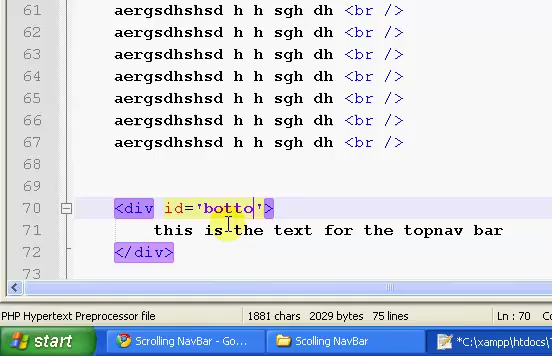 61 aergsdhshsd h h sgh dh <br />
62 aergsdhshsd h h sgh dh <br />
63 aergsdhshsd h h sgh dh <br />
64 aergsdhshsd h h sgh dh <br />
65 aergsdhshsd h h sgh dh <br />
66 aergsdhshsd h h sgh dh <br />
67 aergsdhshsd h h sgh dh <br />
68
69
70 <div id='botto'>
71 this is the text for the topnav bar
72 </div>
73
PHP Hypertext Preprocessor file 1881 chars 2029 bytes 75 lines Ln : 70
start Scrolling NavBar - Go... Scolling NavBar *C:\xampp\htdocs\